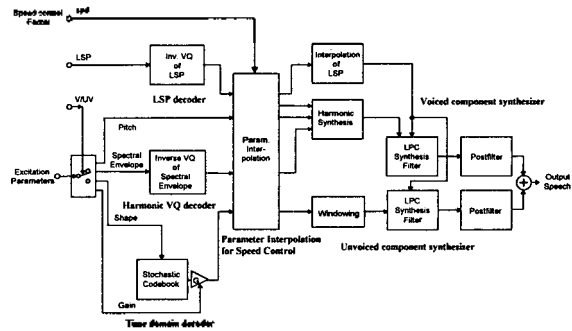 Speed control
Factor
spd
LSP
Inv. VQ
of
LSP
LSP decoder
Interpolation
of LSP
V/UV
Pitch
Harmonic
Synthesis
Voiced component synthesizer
Param.
Inter-
polation
LPC
Synthesis
Filter
Postfilter
Spectral
Envelope
Inverse VQ
of
Spectral
Envelope
Excitation
Parameters
Harmonic VQ decoder
Output
Speech
Windowing
LPC
Synthesis
Filter
Postfilter
Shape
Parameter Interpolation
for Speed Control
Unvoiced component synthesizer
Stochastic
Codebook
G
Gain
Time domain decoder